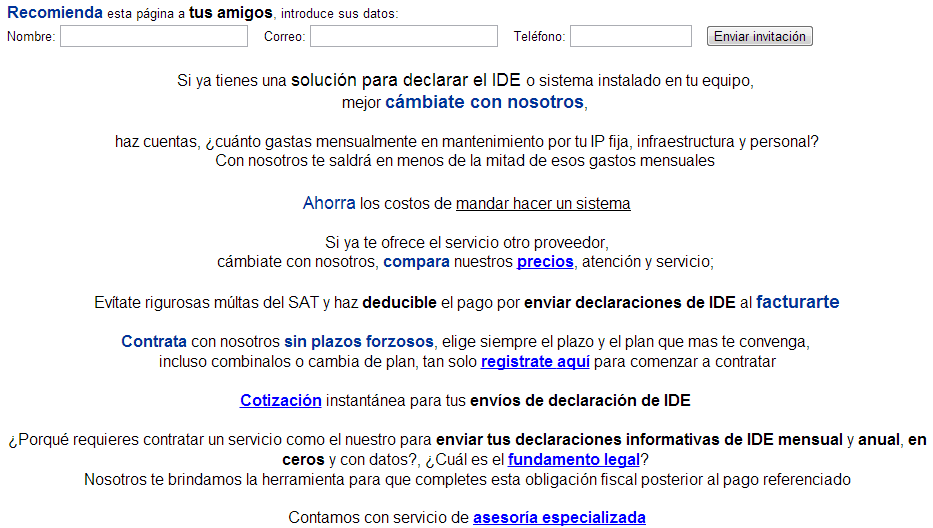 Recomienda esta página a tus amigos, introduce sus datos:
Nombre: Correo: Teléfono: Enviar invitación
Si ya tienes una solución para declarar el IDE o sistema instalado en tu equipo,
mejor cámbiate con nosotros,
haz cuentas, ¿cuánto gastas mensualmente en mantenimiento por tu IP fija, infraestructura y personal?
Con nosotros te saldrá en menos de la mitad de esos gastos mensuales
Ahorra los costos de mandar hacer un sistema
Si ya te ofrece el servicio otro proveedor,
cámbiate con nosotros, compara nuestros precios, atención y servicio;
Evítate rigurosas múltas del SAT y haz deducible el pago por enviar declaraciones de IDE al facturarte
Contrata con nosotros sin plazos forzosos, elige siempre el plazo y el plan que mas te convenga,
incluso combinalos o cambia de plan, tan solo registrate aquí para comenzar a contratar
Cotización instantánea para tus envíos de declaración de IDE
¿Porqué requieres contratar un servicio como el nuestro para enviar tus declaraciones informativas de IDE mensual y anual, en
ceros y con datos?, ¿Cuál es el fundamento legal?
Nosotros te brindamos la herramienta para que completes esta obligación fiscal posterior al pago referenciado
Contamos con servicio de asesoría especializada